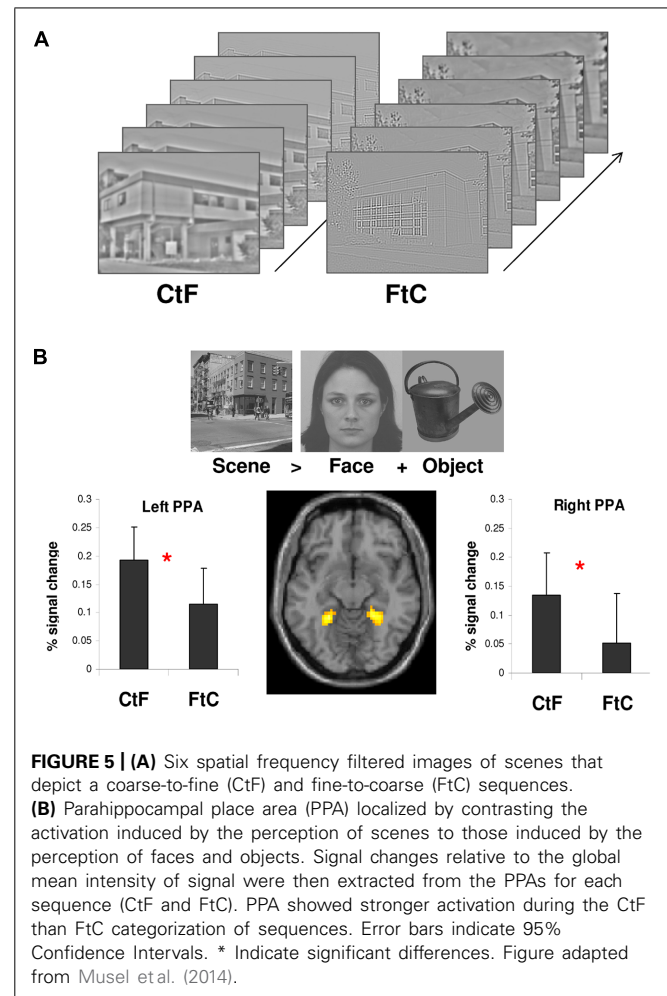 A
CtF
FtC
B
Scene > Face + Object
Left PPA
% signal change
0.3
0.25
0.2
0.15
0.1
0.05
0
*
CtF
FtC
Right PPA
% signal change
0.3
0.25
0.2
0.15
0.1
0.05
0
*
CtF
FtC
FIGURE 5 | (A) Six spatial frequency filtered images of scenes that
depict a coarse-to-fine (CtF) and fine-to-coarse (FtC) sequences.
(B) Parahippocampal place area (PPA) localized by contrasting the
activation induced by the perception of scenes to those induced by the
perception of faces and objects. Signal changes relative to the global
mean intensity of signal were then extracted from the PPAs for each
sequence (CtF and FtC). PPA showed stronger activation during the CtF
than FtC categorization of sequences. Error bars indicate 95%
Confidence Intervals. * Indicate significant differences. Figure adapted
from Musel et al. (2014).